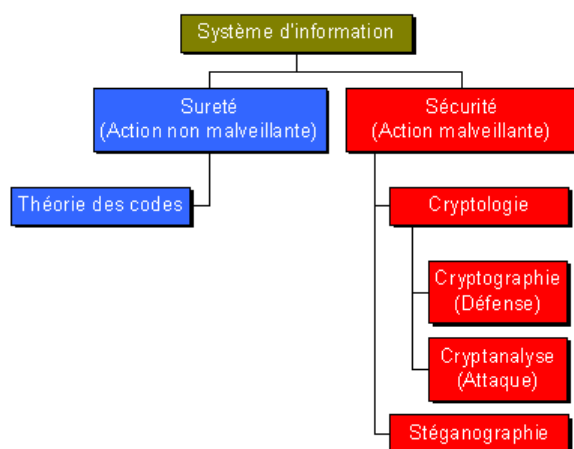 Système d'information
Sureté
(Action non malveillante)
Sécurité
(Action malveillante)
Théorie des codes
Cryptologie
Cryptographie
(Défense)
Cryptanalyse
(Attaque)
Stéganographie